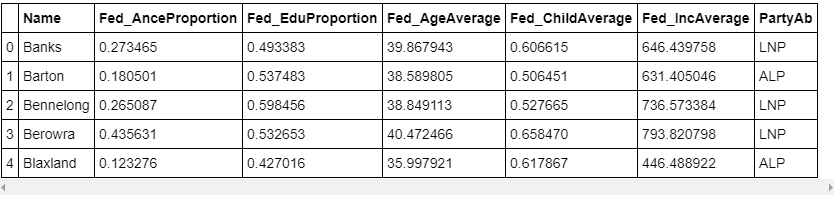 Name Fed_AnceProportion Fed_EduProportion Fed_AgeAverage Fed_ChildAverage Fed_IncAverage PartyAb
0 Banks 0.273465 0.493383 39.867943 0.606615 646.439758 LNP
1 Barton 0.180501 0.537483 38.589805 0.506451 631.405046 ALP
2 Bennelong 0.265087 0.598456 38.849113 0.527665 736.573384 LNP
3 Berowra 0.435631 0.532653 40.472466 0.658470 793.820798 LNP
4 Blaxland 0.123276 0.427016 35.997921 0.617867 446.488922 ALP